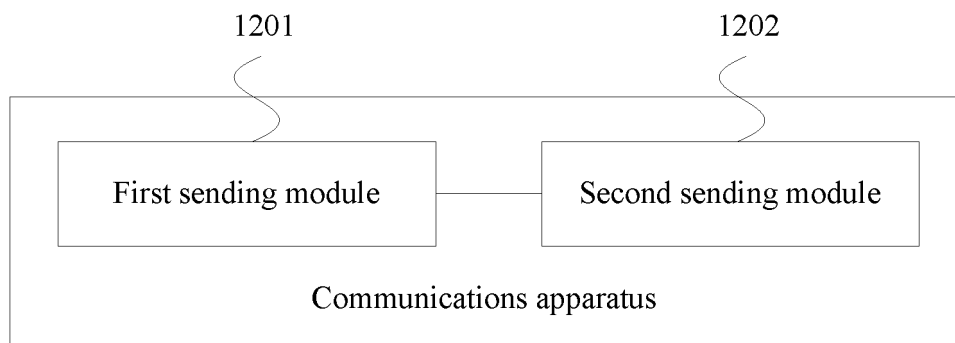 1201
1202
First sending module
Second sending module
Communications apparatus